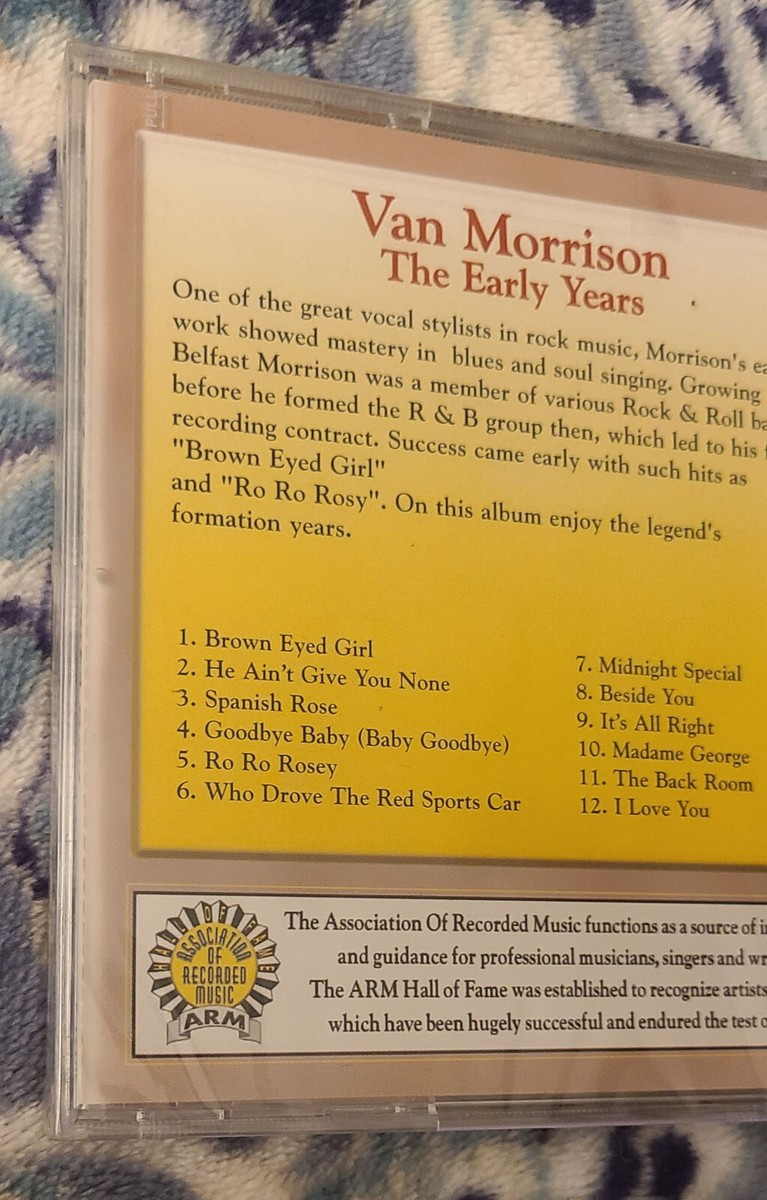 PULL
Van Morrison
The Early Years
One of the great vocal stylists in rock music, Morrison's
work showed mastery in blues and soul singing. Growing
Belfast Morrison was a member of various Rock & Roll
before he formed the R & B group then, which led to his
recording contract. Success came early with such hits as
"Brown Eyed Girl"
and "Ro Ro Rosy". On this album enjoy the legend's
formation years.
1. Brown Eyed Girl
2. He Ain't Give You None
3. Spanish Rose
4. Goodbye Baby (Baby Goodbye)
5. Ro Ro Rosey
6. Who Drove The Red Sports Car
7. Midnight Special
8. Beside You
9. It's All Right
10. Madame George
11. The Back Room
12. I Love You
HALL OF FAME
ASSOCIATION
OF
RECORDED
MUSIC
ARM
The Association Of Recorded Music functions as a source of
and guidance for professional musicians, singers and
The ARM Hall of Fame was established to recognize artists
which have been hugely successful and endured the test